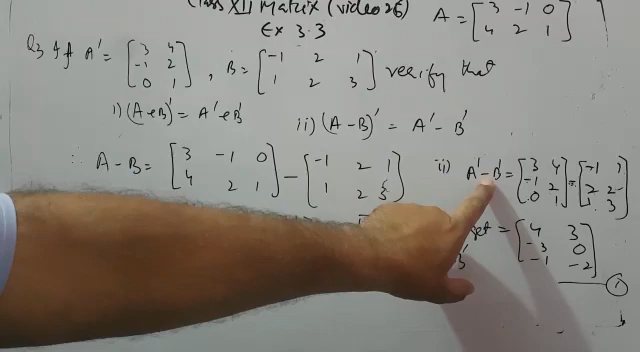 Class XII Matrix (video 26)
Ex 3.3
A = [3 -1 0
4 2 1]
Q3 If A' = [3 4
-1 2
0 1] , B = [-1 2 1
1 2 3] verify that
i) (A+B)' = A'+B'
ii) (A-B)' = A' - B'
∴ A-B = [3 -1 0
4 2 1] - [-1 2 1
1 2 3]
ii) A'-B' = [3 4
-1 2
0 1] = [-1 1
2 2
1 3]
= [4 3
-3 0
-1 -2]
1